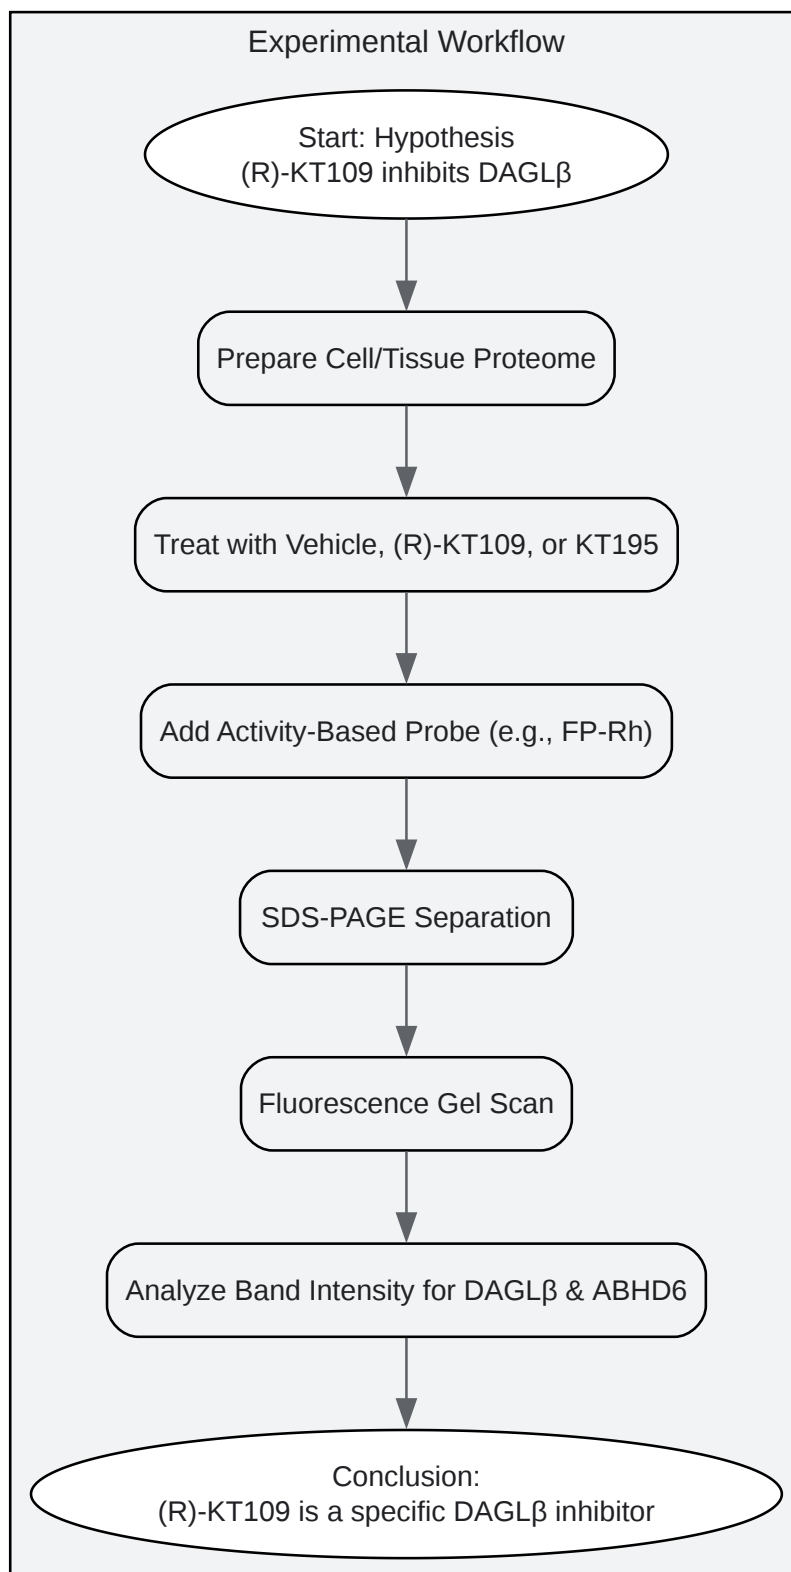 Experimental Workflow
Start: Hypothesis
(R)-KT109 inhibits DAGLβ
Prepare Cell/Tissue Proteome
Treat with Vehicle, (R)-KT109, or KT195
Add Activity-Based Probe (e.g., FP-Rh)
SDS-PAGE Separation
Fluorescence Gel Scan
Analyze Band Intensity for DAGLβ & ABHD6
Conclusion:
(R)-KT109 is a specific DAGLβ inhibitor